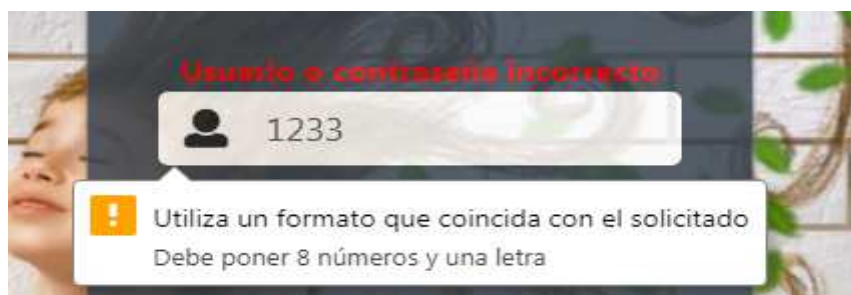 Usuario o contraseña incorrecto
1233
Utiliza un formato que coincida con el solicitado
Debe poner 8 números y una letra